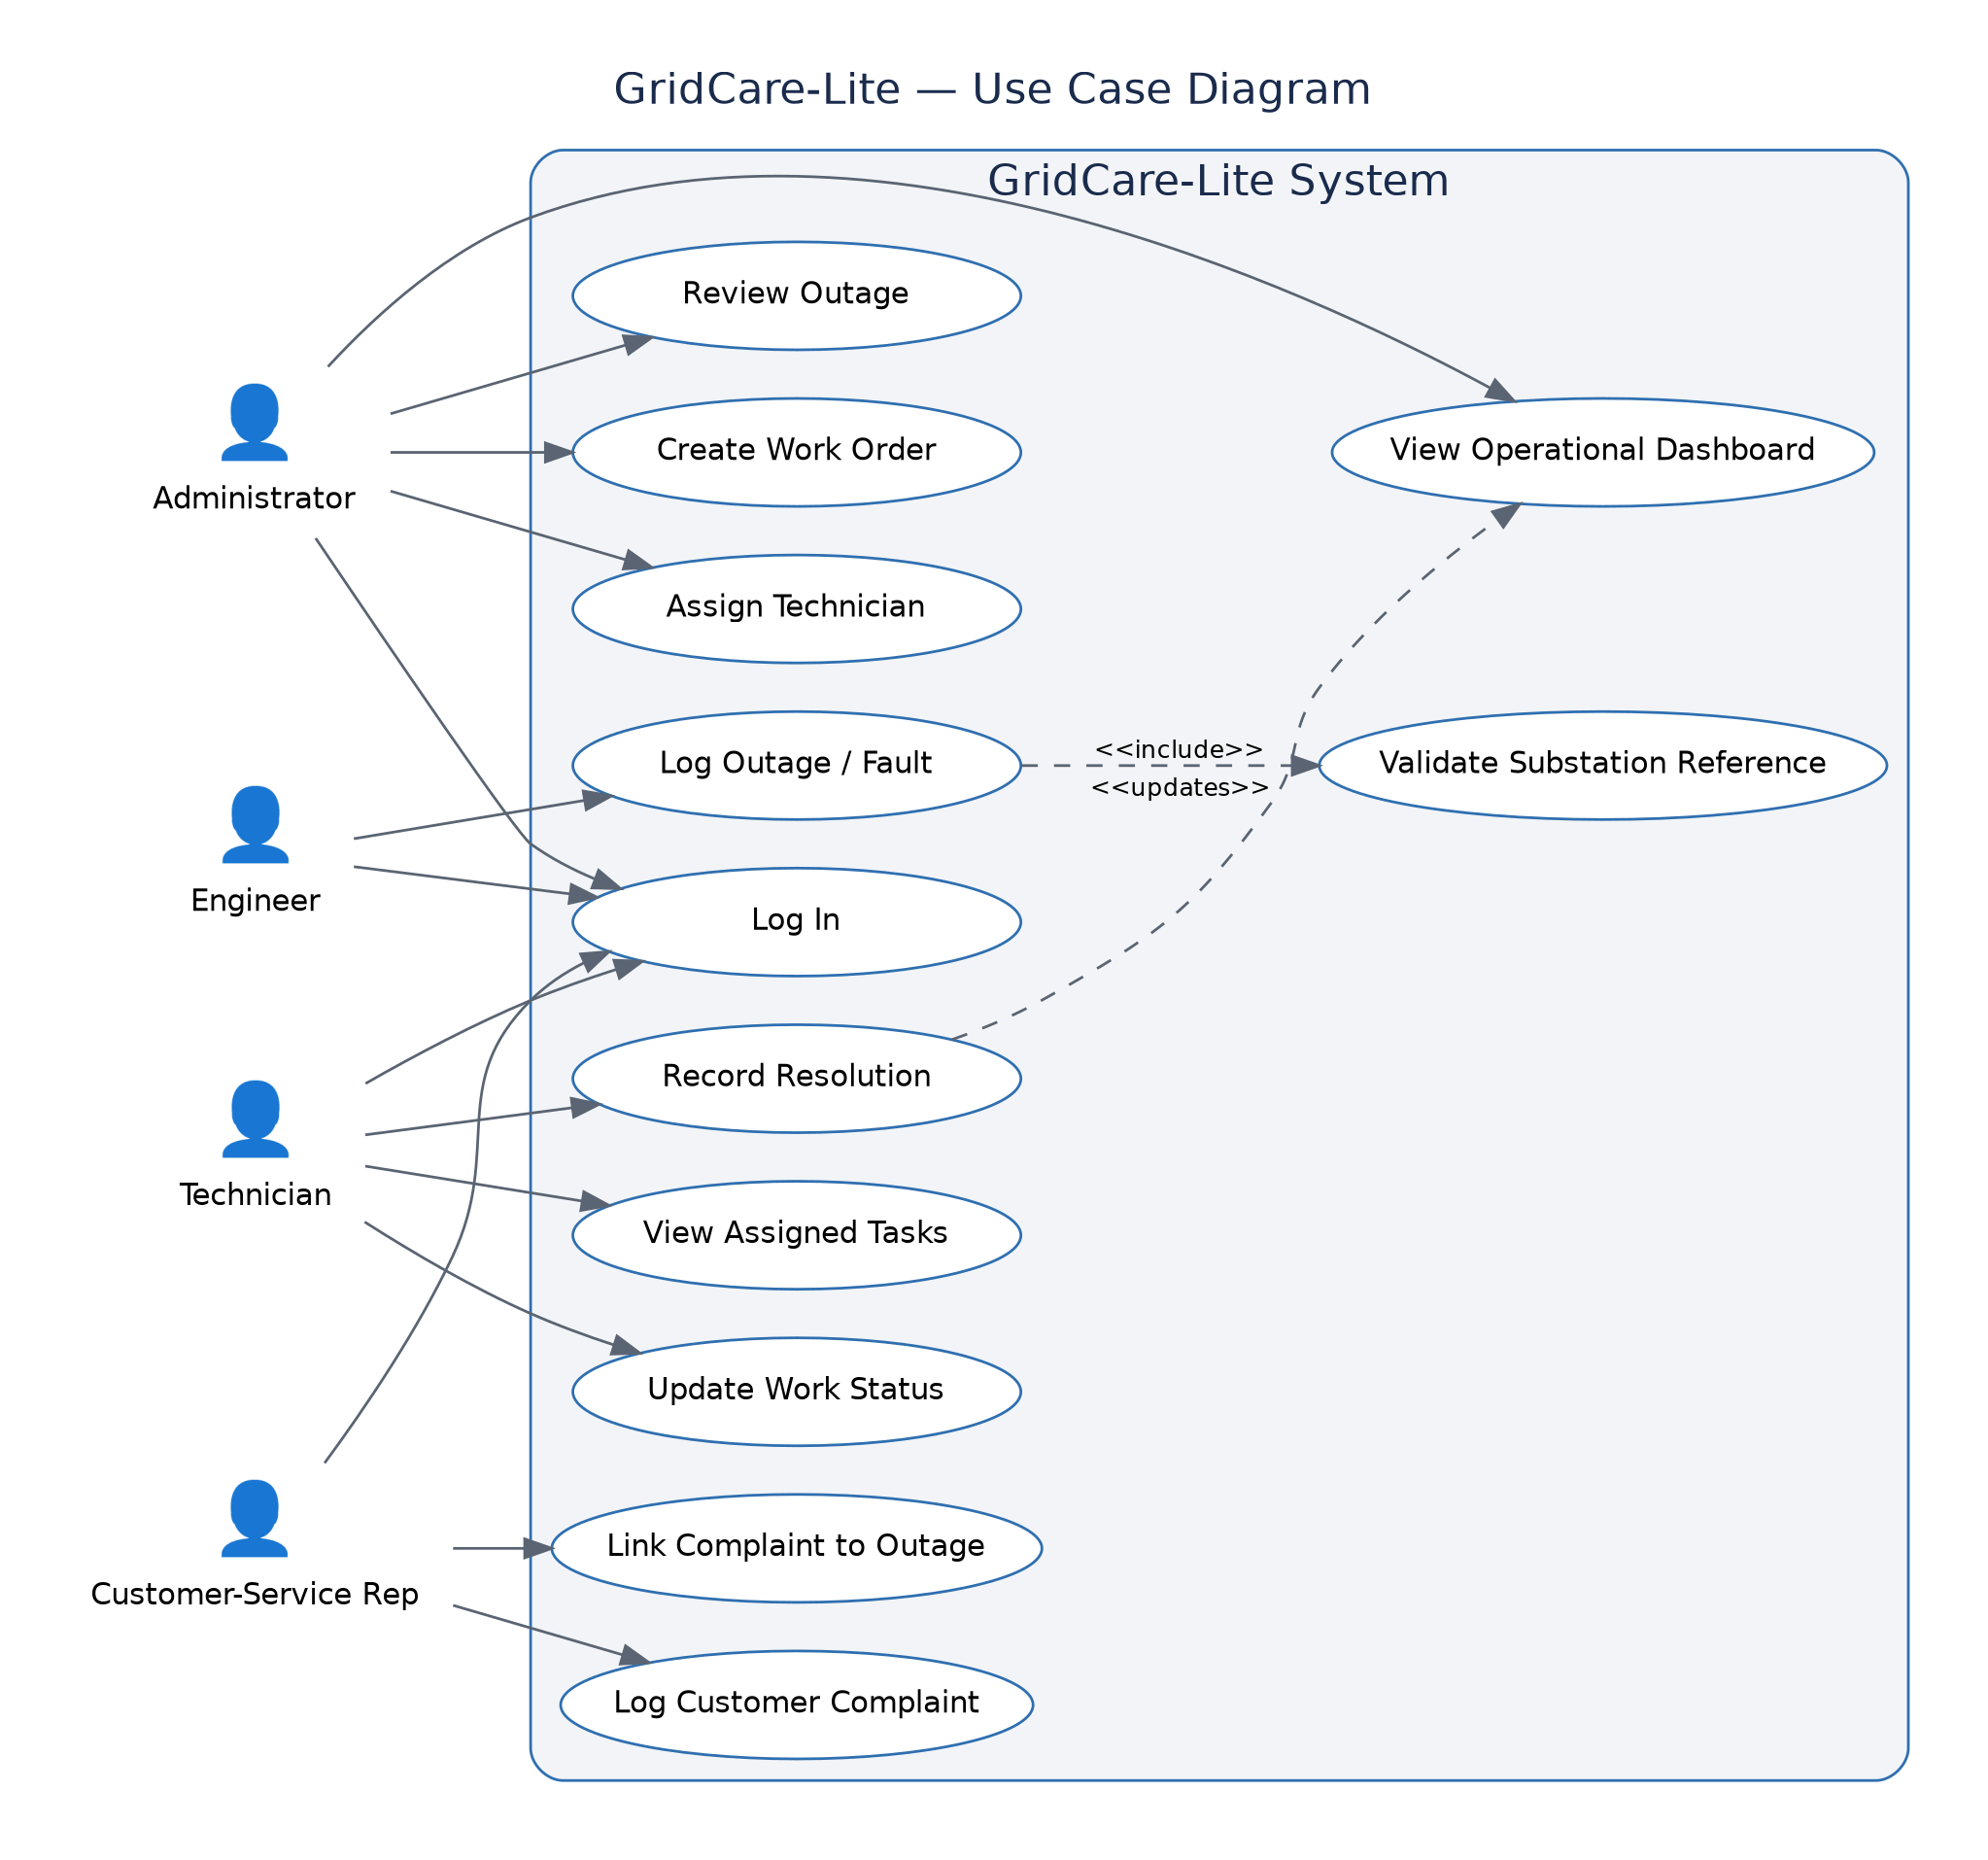 GridCare-Lite — Use Case Diagram
GridCare-Lite System
Review Outage
Create Work Order
View Operational Dashboard
Administrator
Assign Technician
Log Outage / Fault
<<include>>
<<updates>>
Validate Substation Reference
Engineer
Log In
Record Resolution
Technician
View Assigned Tasks
Update Work Status
Link Complaint to Outage
Customer-Service Rep
Log Customer Complaint